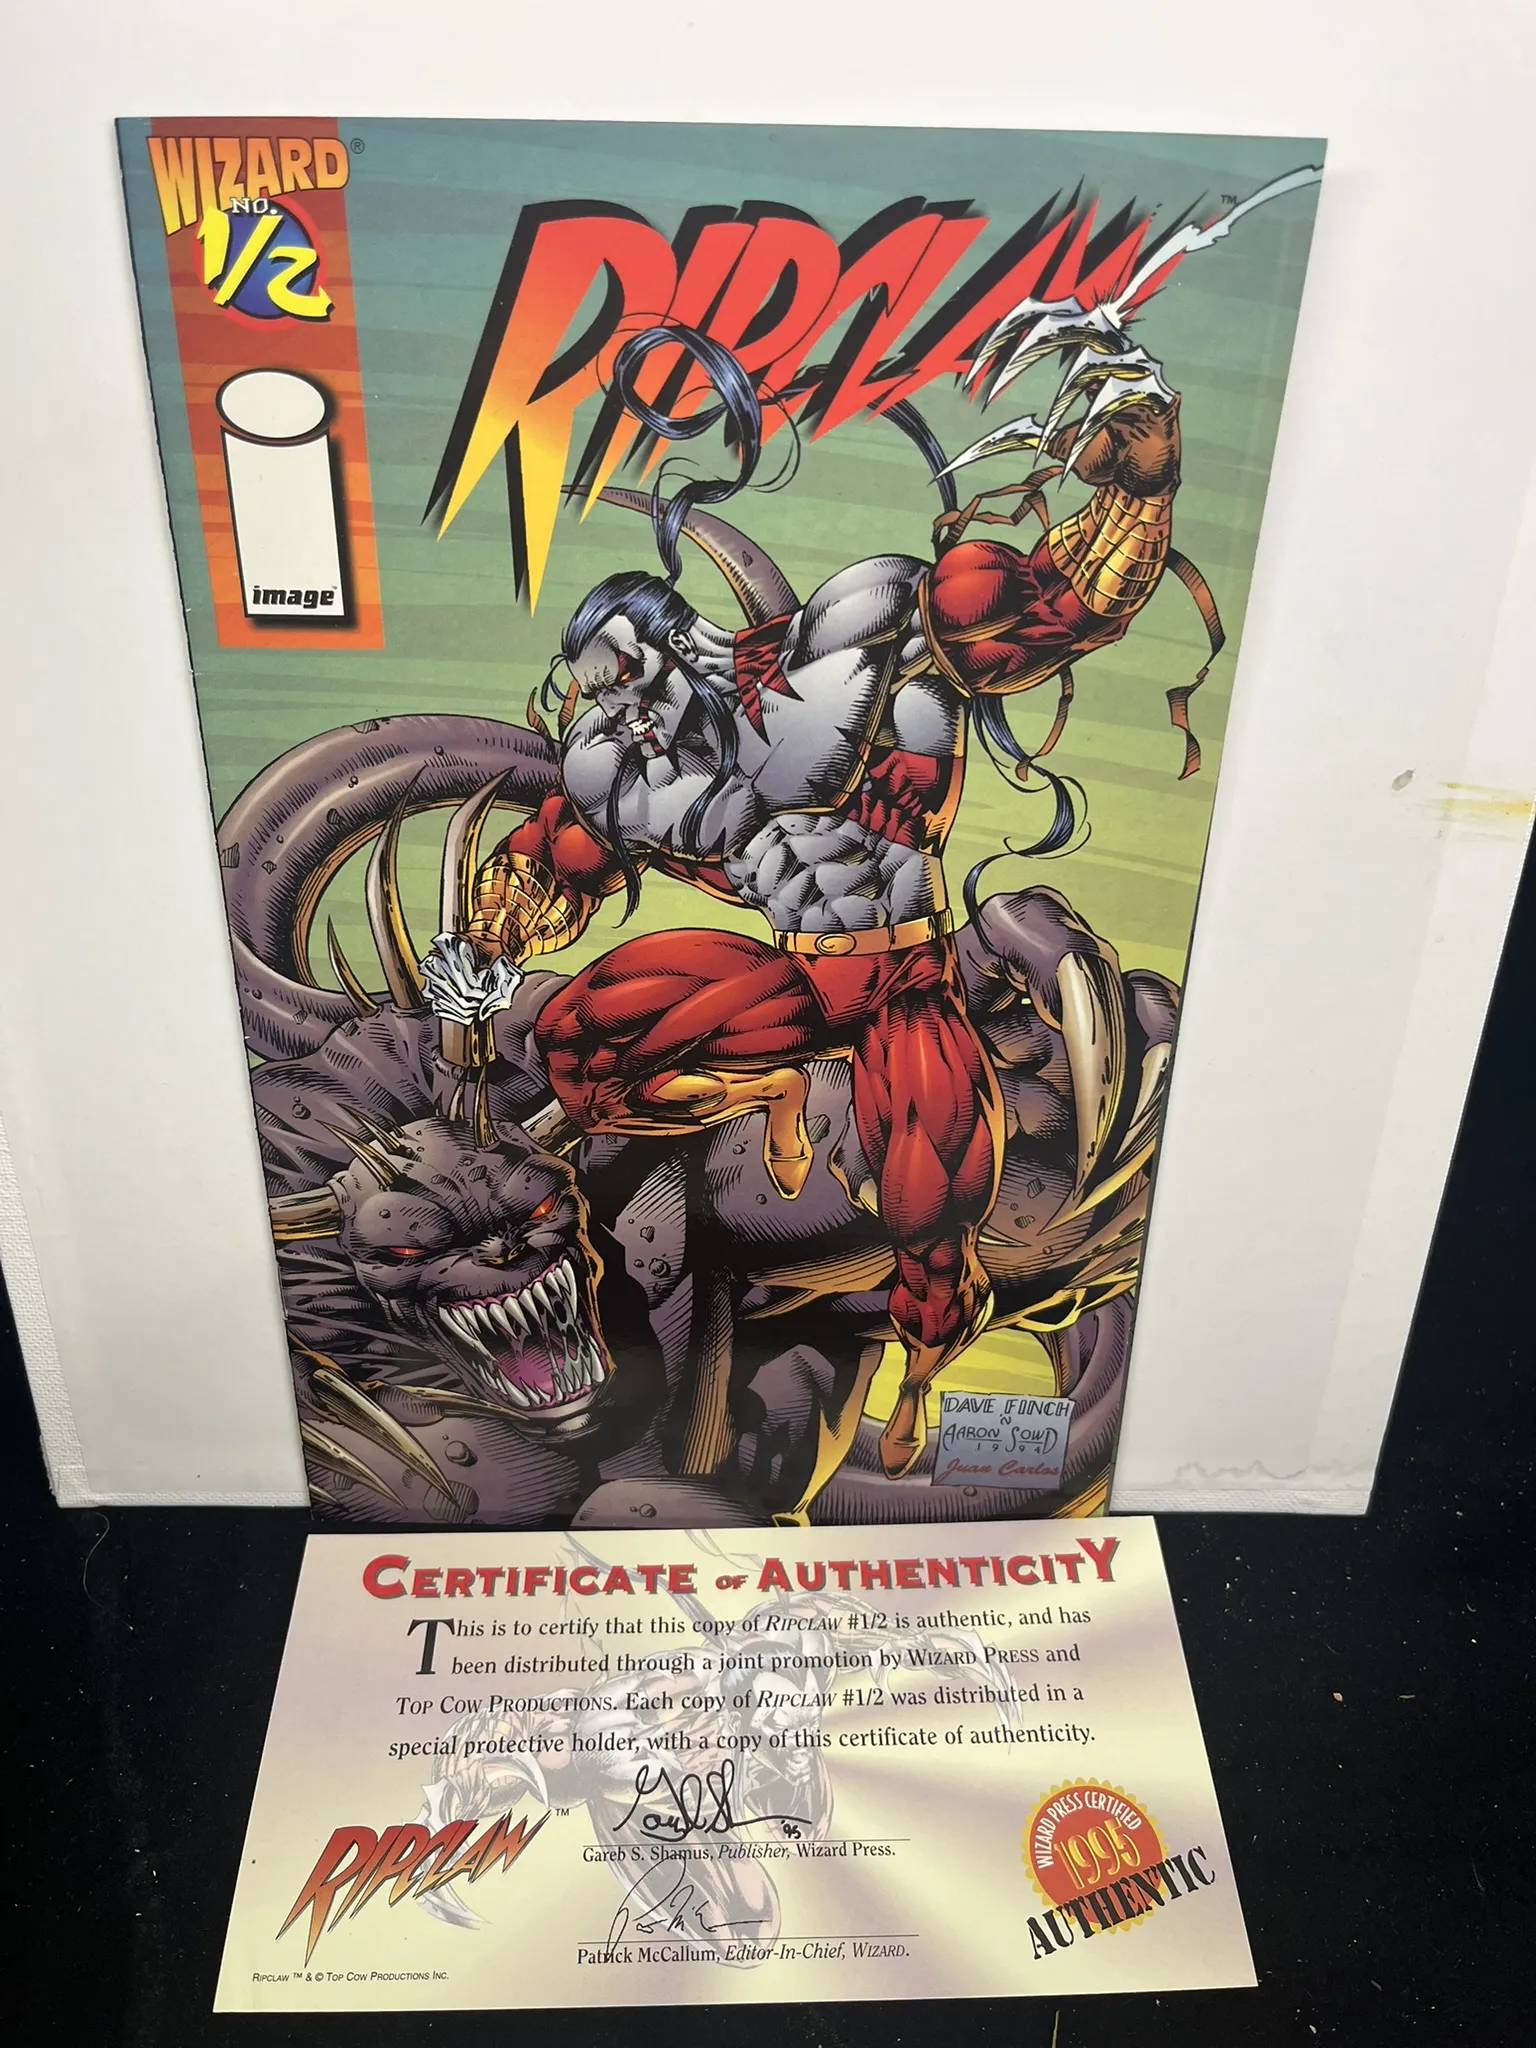 WIZARD®
NO.
1/2
RIPCLAW™
image™
DAVE FINCH
N
AARON SOWD
1994
Juan Carlos
CERTIFICATE OF AUTHENTICITY
This is to certify that this copy of RIPCLAW #1/2 is authentic, and has
been distributed through a joint promotion by WIZARD PRESS and
TOP COW PRODUCTIONS. Each copy of RIPCLAW #1/2 was distributed in a
special protective holder, with a copy of this certificate of authenticity.
'95
Gareb S. Shamus, Publisher, Wizard Press.
Patrick McCallum, Editor-In-Chief, WIZARD.
RIPCLAW™
RIPCLAW ™ & © TOP COW PRODUCTIONS INC.
WIZARD PRESS CERTIFIED
1995
AUTHENTIC